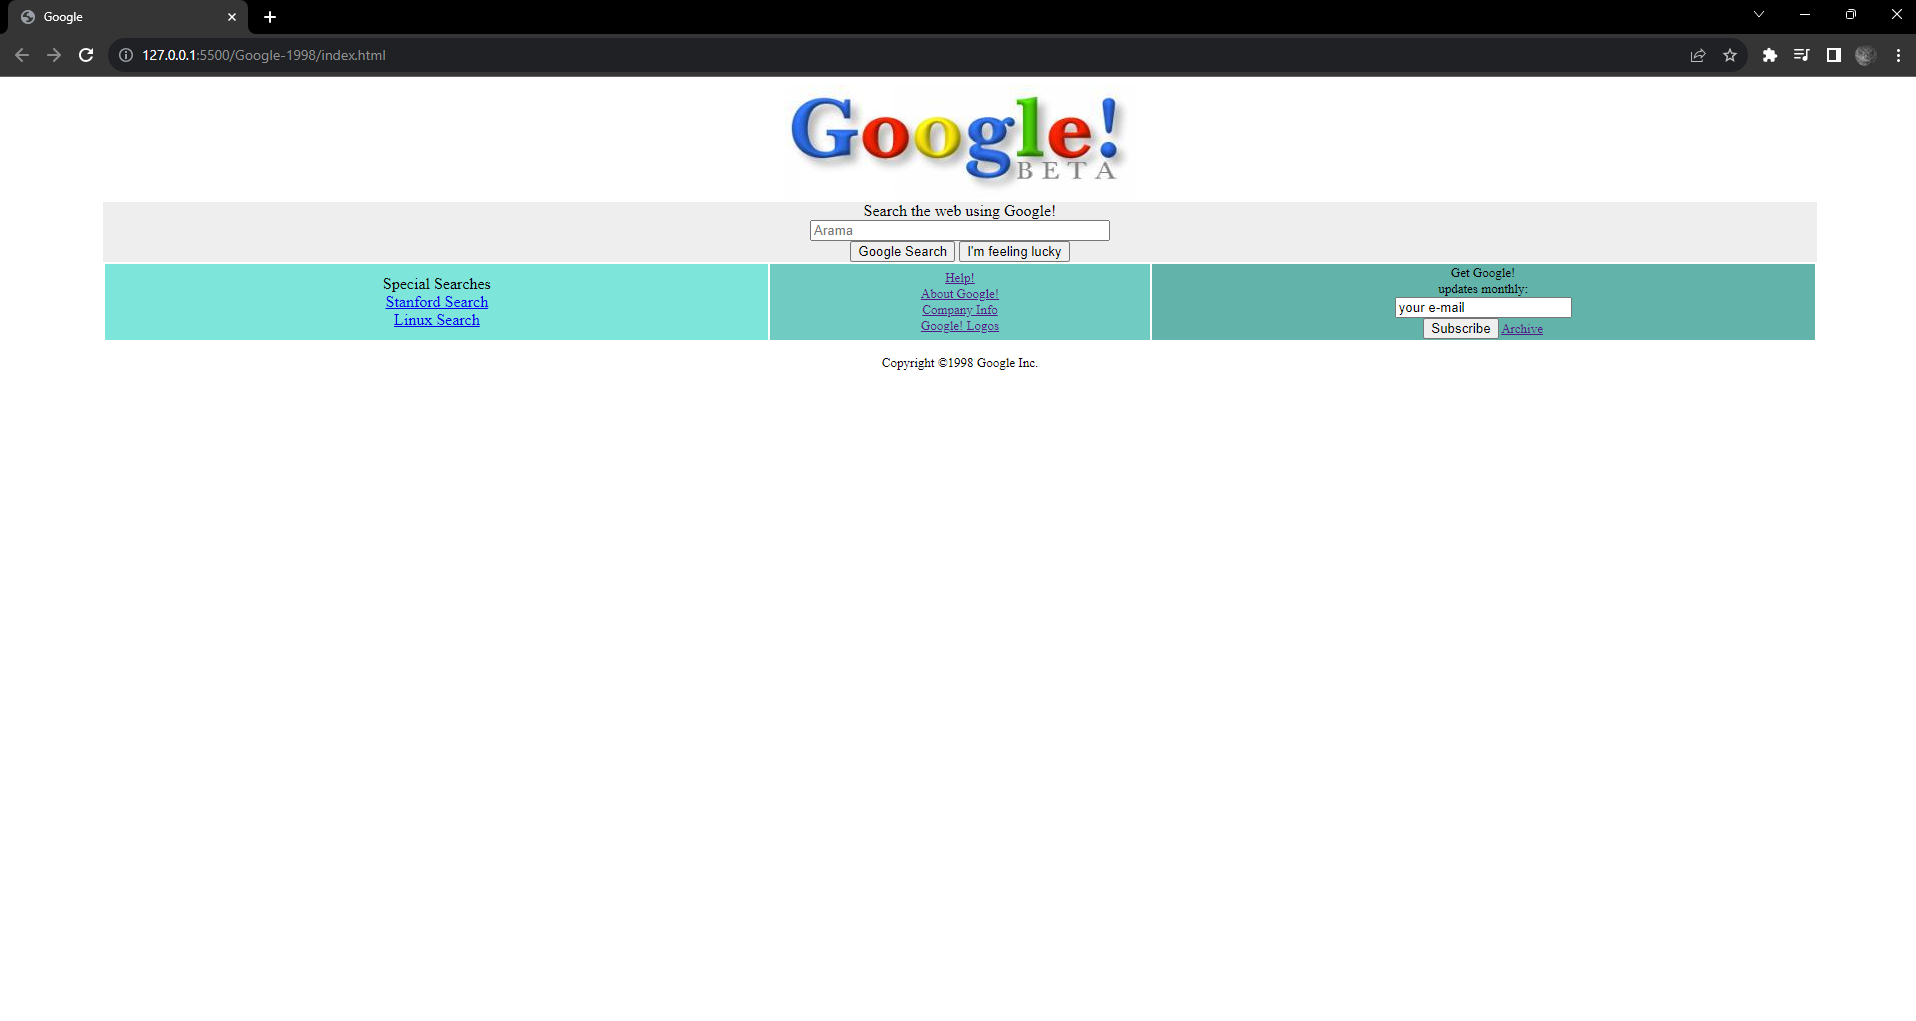 Google
127.0.0.1:5500/Google-1998/index.html
Google!
BETA
Search the web using Google!
Arama
Google Search I'm feeling lucky
Special Searches
Stanford Search
Linux Search
Help!
About Google!
Company Info
Google! Logos
Get Google!
updates monthly:
your e-mail
Subscribe Archive
Copyright ©1998 Google Inc.